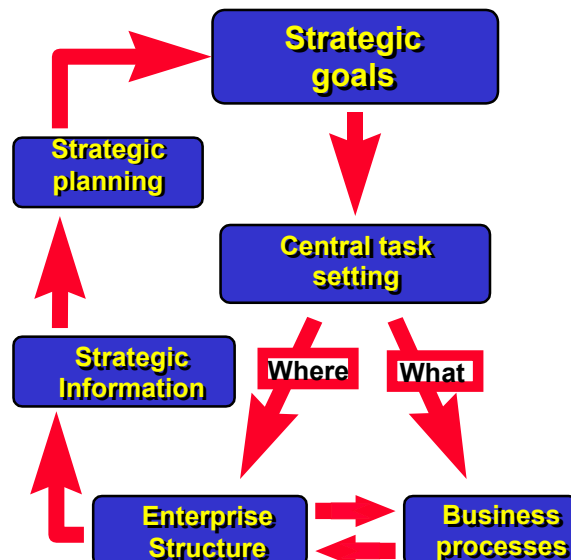 Strategic
goals
Strategic
planning
Central task
setting
Strategic
Information
Where
What
Enterprise
Structure
Business
processes